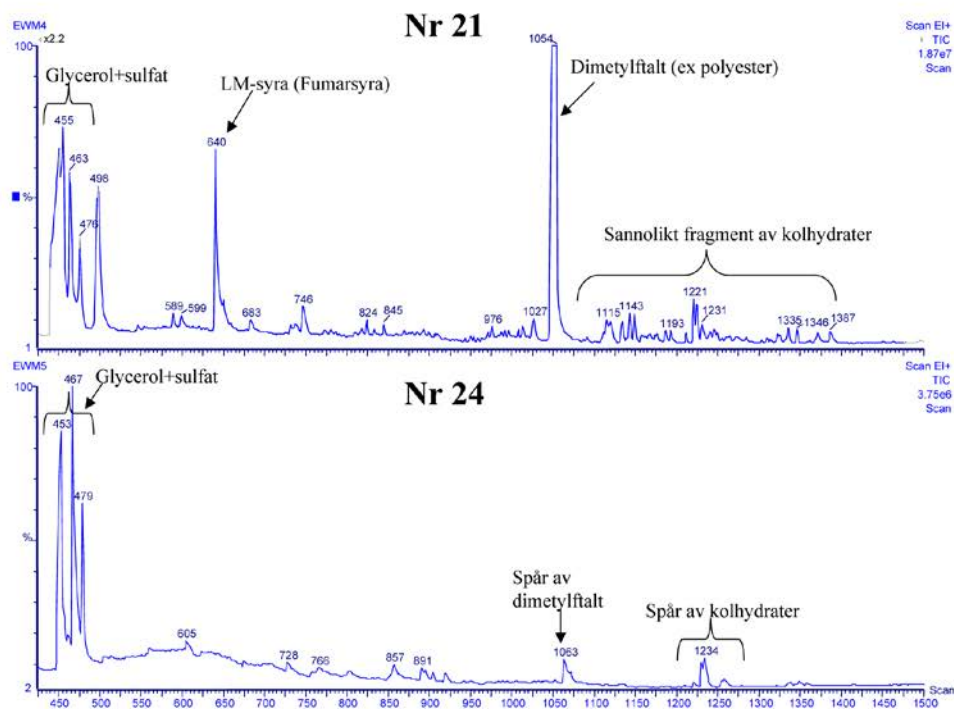 EWM4
Nr 21
Scan EI+
TIC
1.87e7
Scan
100
x2.2
Glycerol+sulfat
LM-syra (Fumarsyra)
Dimetylftalt (ex polyester)
1054
455
463
640
498
476
%
Sannolikt fragment av kolhydrater
589
599
683
746
824
845
976
1027
1115
1143
1193
1221
1231
1335
1346
1387
1
EWM5
Nr 24
Scan EI+
TIC
3.75e6
Scan
100
467
Glycerol+sulfat
453
479
%
Spår av
dimetylftalt
Spår av kolhydrater
605
728
766
857
891
1063
1234
2
Scan
450 500 550 600 650 700 750 800 850 900 950 1000 1050 1100 1150 1200 1250 1300 1350 1400 1450 1500